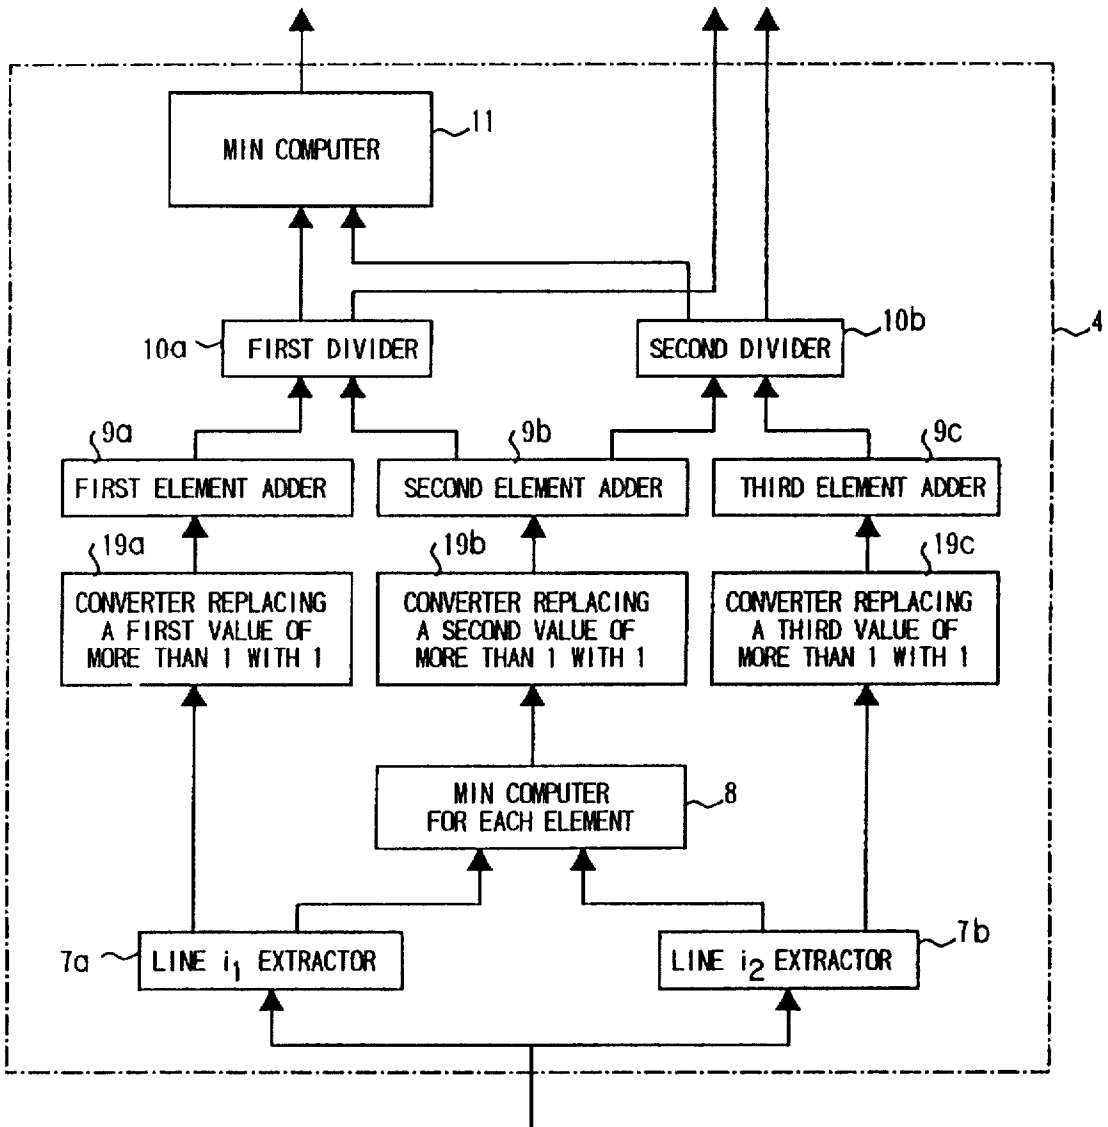 11
MIN COMPUTER
10a
FIRST DIVIDER
SECOND DIVIDER
10b
4
9a
9b
9c
FIRST ELEMENT ADDER
SECOND ELEMENT ADDER
THIRD ELEMENT ADDER
19a
19b
19c
CONVERTER REPLACING
A FIRST VALUE OF
MORE THAN 1 WITH 1
CONVERTER REPLACING
A SECOND VALUE OF
MORE THAN 1 WITH 1
CONVERTER REPLACING
A THIRD VALUE OF
MORE THAN 1 WITH 1
MIN COMPUTER
FOR EACH ELEMENT
8
7a
LINE i₁ EXTRACTOR
LINE i₂ EXTRACTOR
7b